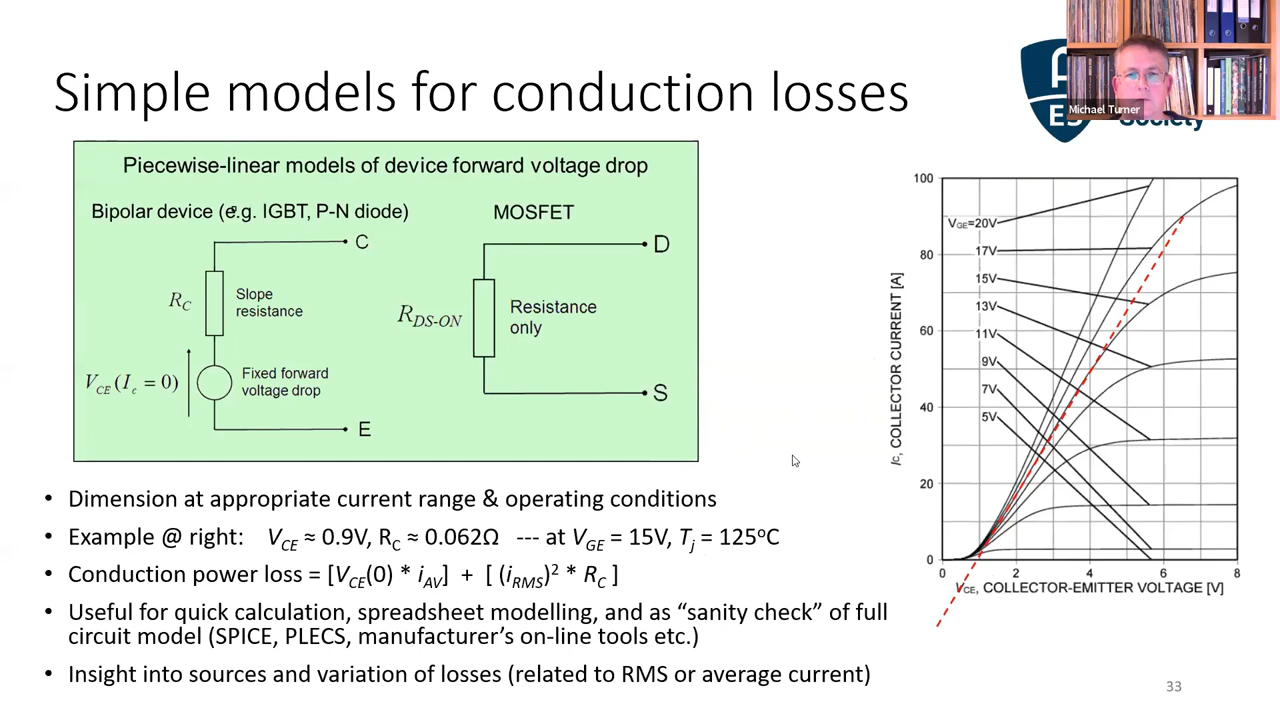 Simple models for conduction losses
A
ES
Society
Michael Turner
Piecewise-linear models of device forward voltage drop
Bipolar device (e.g. IGBT, P-N diode)
MOSFET
C
D
R_C
Slope
resistance
R_DS-ON
Resistance
only
V_CE (I_c = 0)
Fixed forward
voltage drop
S
E
• Dimension at appropriate current range & operating conditions
• Example @ right: V_CE ≈ 0.9V, R_C ≈ 0.062Ω --- at V_GE = 15V, T_j = 125°C
• Conduction power loss = [V_CE(0) * i_AV] + [ (i_RMS)² * R_C ]
• Useful for quick calculation, spreadsheet modelling, and as “sanity check” of full
circuit model (SPICE, PLECS, manufacturer’s on-line tools etc.)
• Insight into sources and variation of losses (related to RMS or average current)
100
80
60
40
20
0
V_GE=20V
17V
15V
13V
11V
9V
7V
5V
I_C, COLLECTOR CURRENT [A]
0 2 4 6 8
V_CE, COLLECTOR-EMITTER VOLTAGE [V]
33